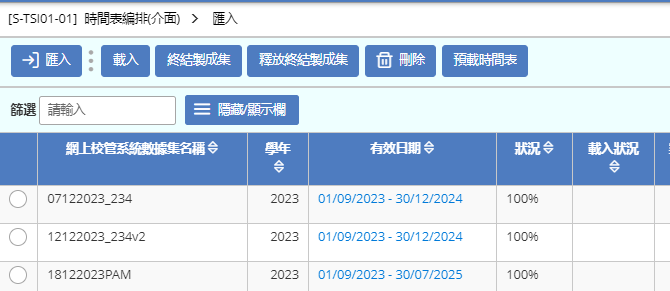 [S-TSI01-01] 時間表編排(介面) > 匯入
匯入 載入 終結製成集 釋放終結製成集 刪除 預載時間表
篩選 請輸入 隱藏/顯示欄
網上校管系統數據集名稱 學年 有效日期 狀況 載入狀況
07122023_234 2023 01/09/2023 - 30/12/2024 100%
12122023_234v2 2023 01/09/2023 - 30/12/2024 100%
18122023PAM 2023 01/09/2023 - 30/07/2025 100%